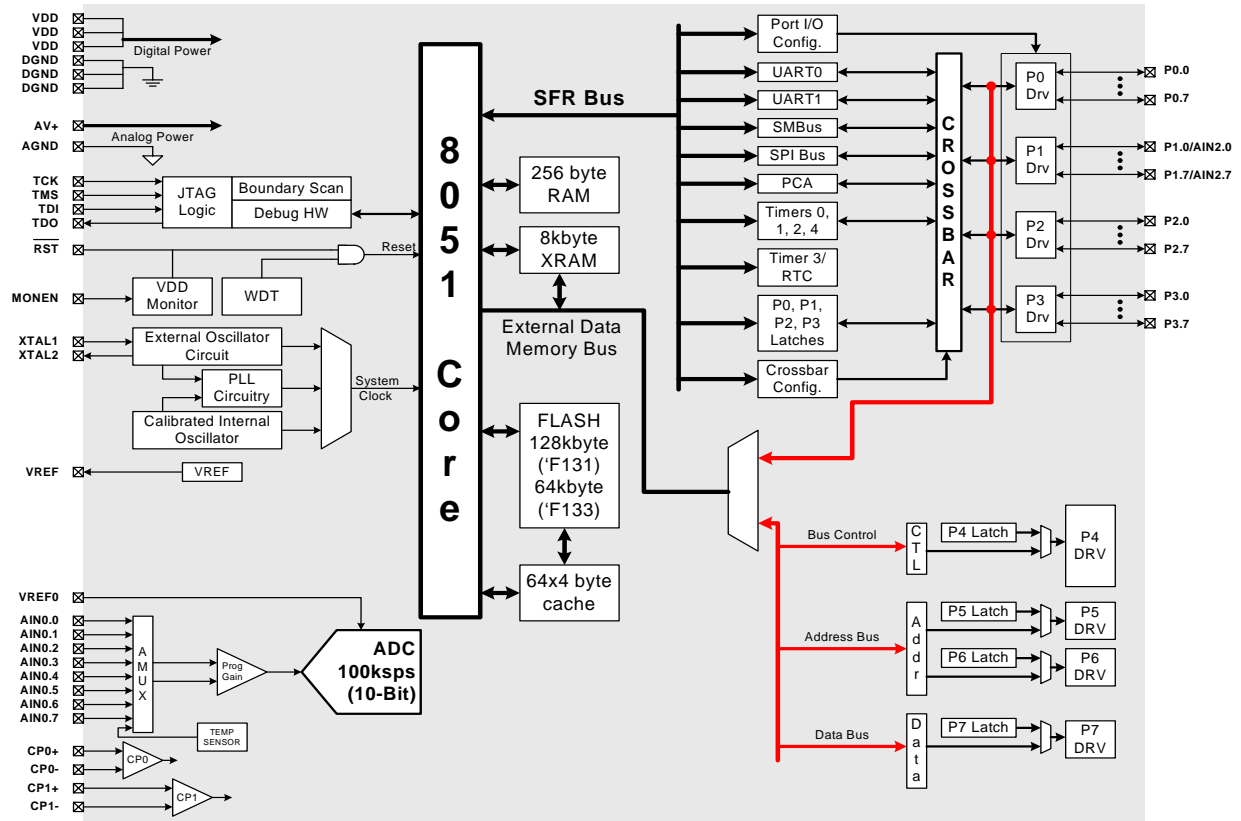 VDD
VDD
VDD
Digital Power
DGND
DGND
DGND
AV+
Analog Power
AGND
TCK
TMS
TDI
TDO
JTAG
Logic
Boundary Scan
Debug HW
RST
Reset
MONEN
VDD
Monitor
WDT
XTAL1
XTAL2
External Oscillator
Circuit
PLL
Circuitry
Calibrated Internal
Oscillator
System
Clock
VREF
VREF
VREF0
AIN0.0
AIN0.1
AIN0.2
AIN0.3
AIN0.4
AIN0.5
AIN0.6
AIN0.7
AMUX
Prog
Gain
ADC
100ksps
(10-Bit)
TEMP
SENSOR
CP0+
CP0-
CP0
CP1+
CP1-
CP1
8051 Core
SFR Bus
256 byte
RAM
8kbyte
XRAM
External Data
Memory Bus
FLASH
128kbyte
(‘F131)
64kbyte
(‘F133)
64x4 byte
cache
Port I/O
Config.
UART0
UART1
SMBus
SPI Bus
PCA
Timers 0,
1, 2, 4
Timer 3/
RTC
P0, P1,
P2, P3
Latches
Crossbar
Config.
CROSSBAR
P0
Drv
P1
Drv
P2
Drv
P3
Drv
P0.0
P0.7
P1.0/AIN2.0
P1.7/AIN2.7
P2.0
P2.7
P3.0
P3.7
Bus Control
CTL
P4 Latch
P4
DRV
Address Bus
Addr
P5 Latch
P5
DRV
P6 Latch
P6
DRV
Data Bus
Data
P7 Latch
P7
DRV